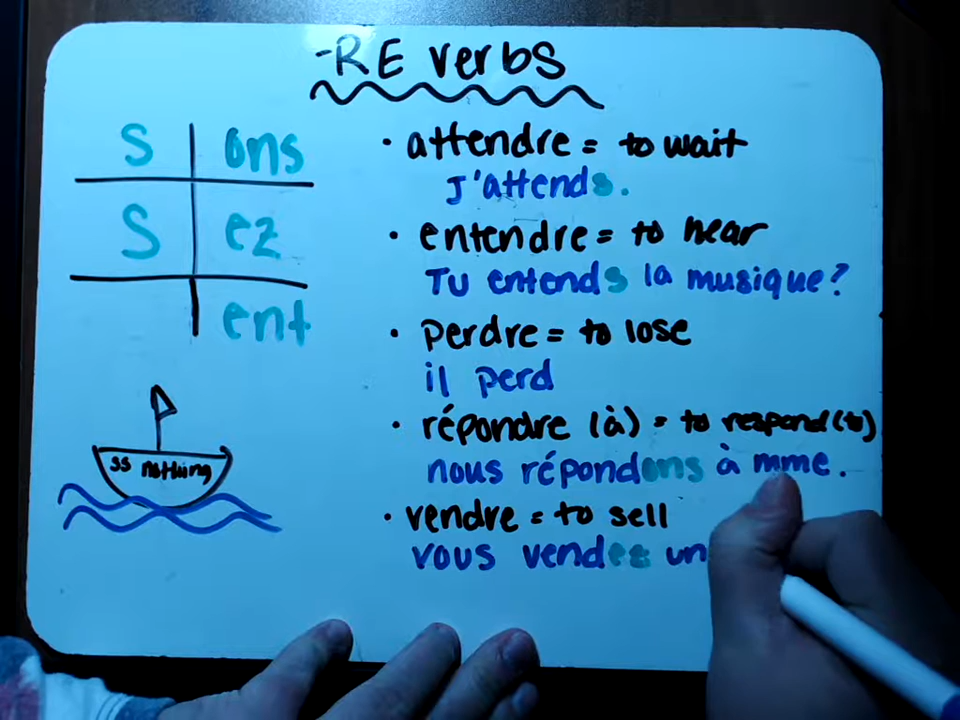 -RE verbs
s ons
s ez
ent
ss nothing
• attendre = to wait
J'attends.
• entendre = to hear
Tu entends la musique?
• perdre = to lose
il perd
• répondre (à) = to respond (to)
nous répondons à mme.
• vendre = to sell
vous vendez un